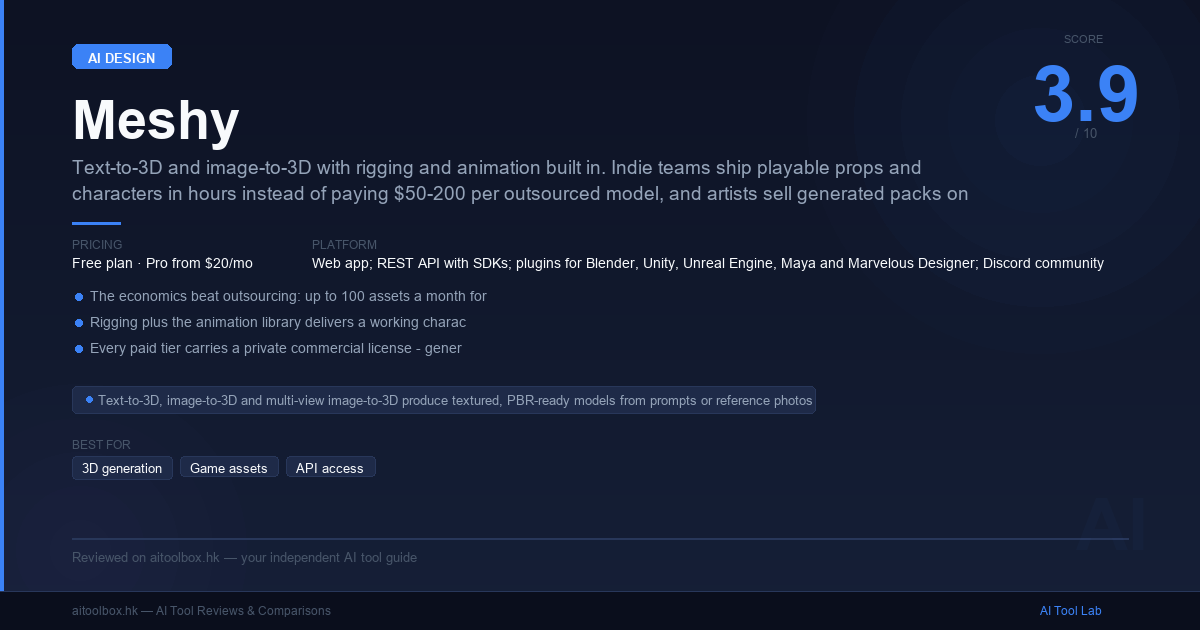 AI DESIGN
SCORE
3.9
/ 10
Meshy
Text-to-3D and image-to-3D with rigging and animation built in. Indie teams ship playable props and
characters in hours instead of paying $50-200 per outsourced model, and artists sell generated packs on
PRICING
Free plan · Pro from $20/mo
PLATFORM
Web app; REST API with SDKs; plugins for Blender, Unity, Unreal Engine, Maya and Marvelous Designer; Discord community
The economics beat outsourcing: up to 100 assets a month for
Rigging plus the animation library delivers a working charac
Every paid tier carries a private commercial license - gener
Text-to-3D, image-to-3D and multi-view image-to-3D produce textured, PBR-ready models from prompts or reference photos
BEST FOR
3D generation
Game assets
API access
AI
Reviewed on aitoolbox.hk — your independent AI tool guide
aitoolbox.hk — AI Tool Reviews & Comparisons
AI Tool Lab